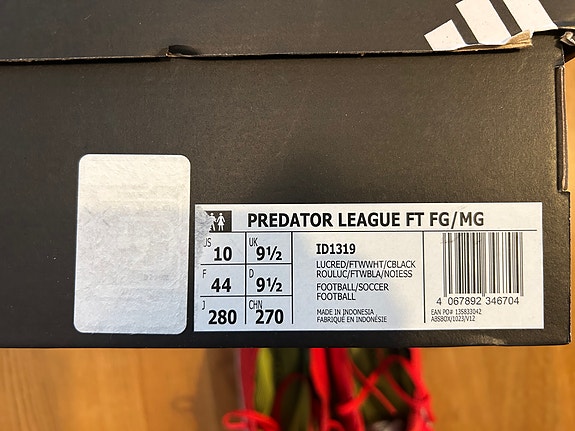 PREDATOR LEAGUE FT FG/MG
US 10 UK 9½
F 44 D 9½
J 280 CHN 270
ID1319
LUCRED/FTWWHT/CBLACK
ROULUC/FTWBLA/NOIESS
FOOTBALL/SOCCER
FOOTBALL
MADE IN INDONESIA
FABRIQUÉ EN INDONÉSIE
4 067892 346704
EAN PO# 135833042
ABSBOX/1023/V12